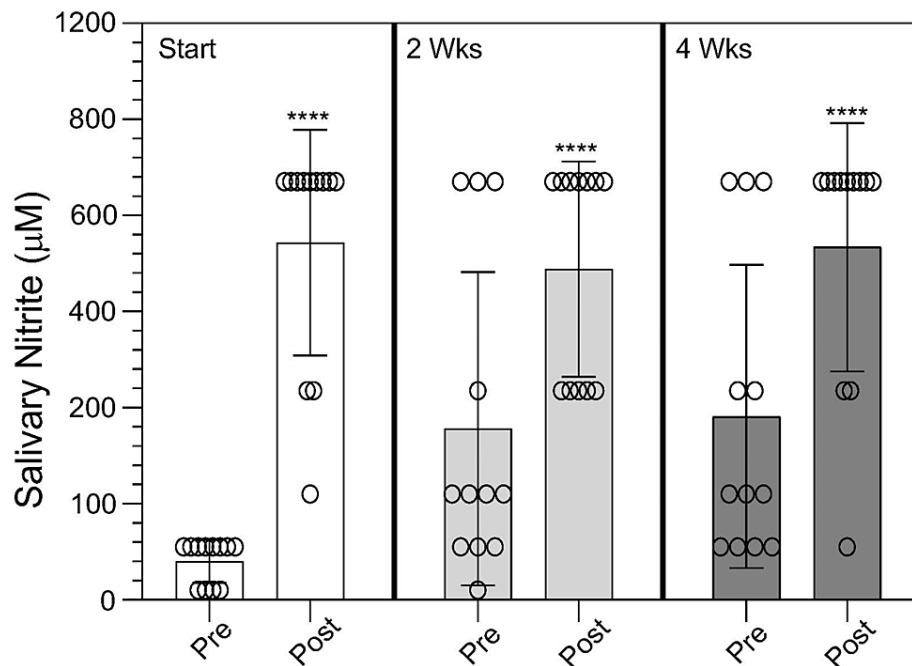 Salivary Nitrite (μM)
1200
800
600
400
200
100
0
Start
2 Wks
4 Wks
****
****
****
Pre
Post
Pre
Post
Pre
Post